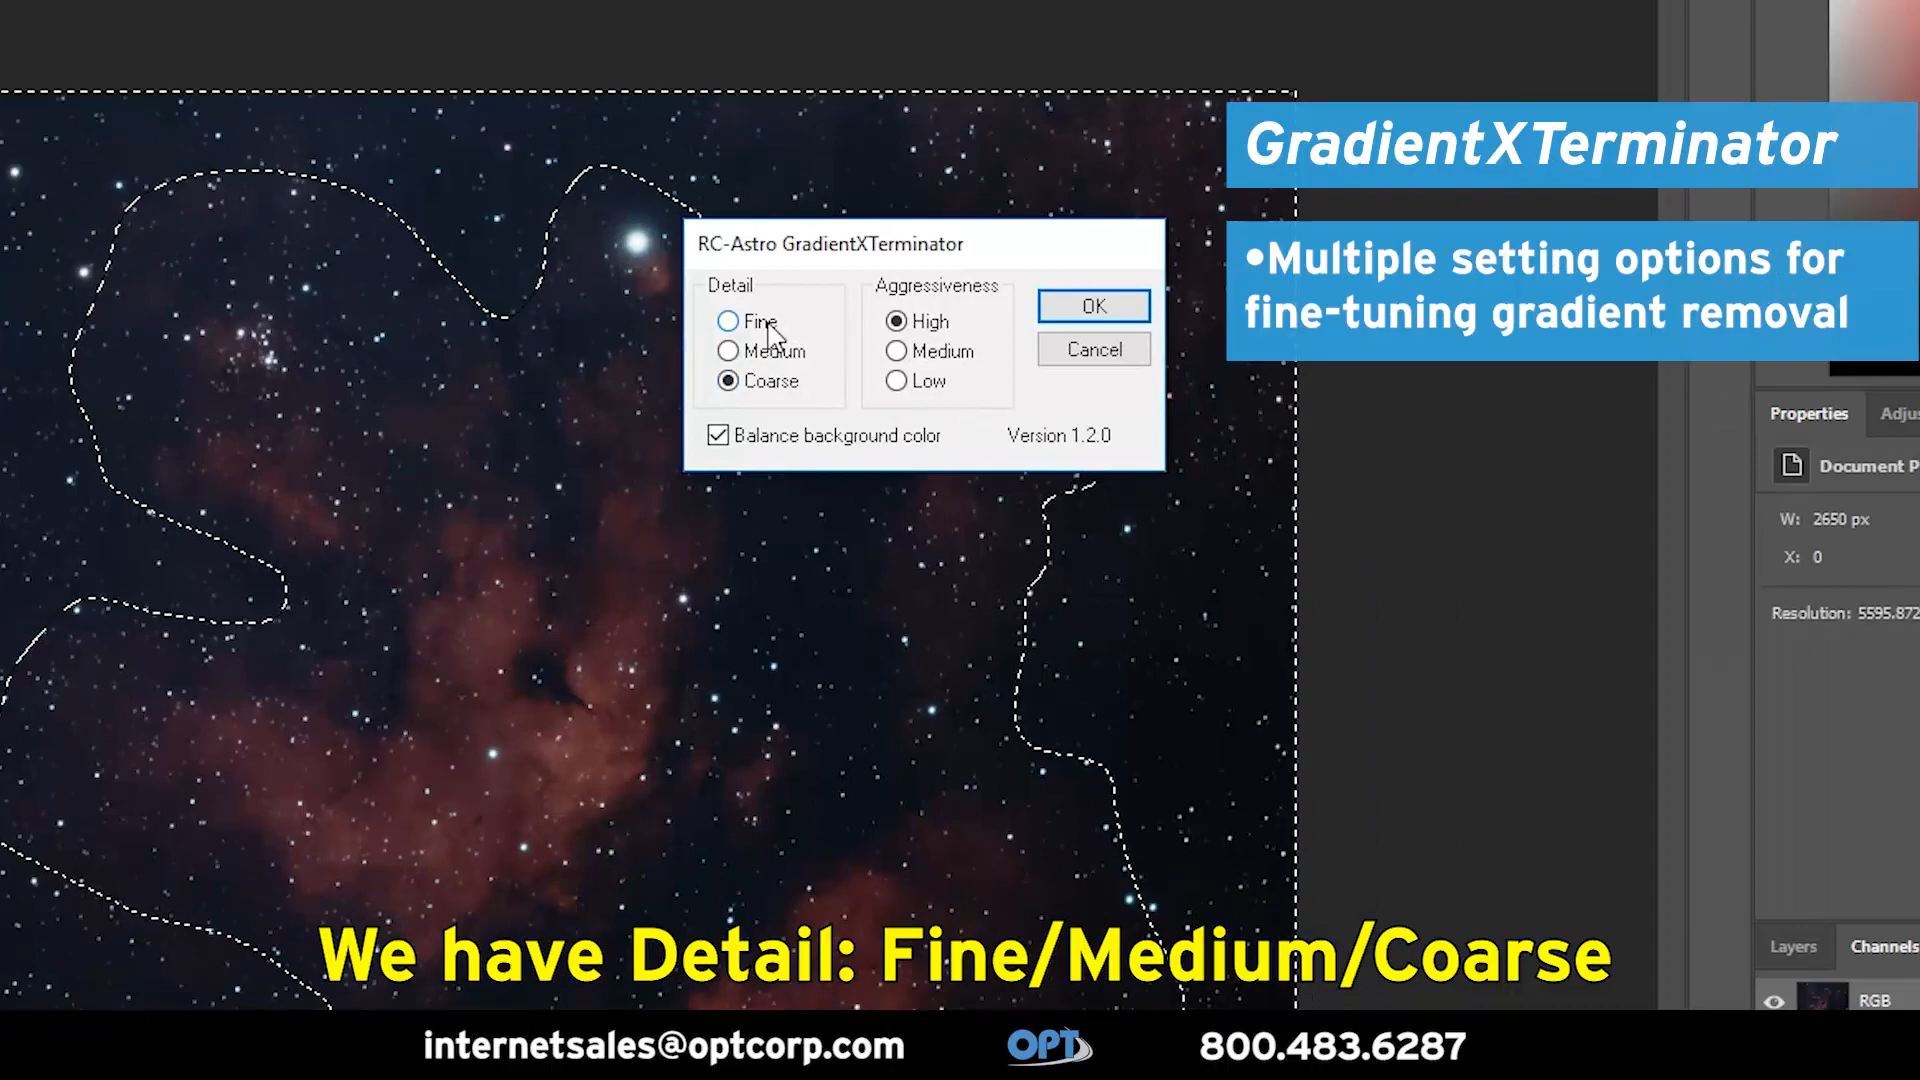 GradientXTerminator
•Multiple setting options for
fine-tuning gradient removal
RC-Astro GradientXTerminator
Detail
Fine
Medium
Coarse
Aggressiveness
High
Medium
Low
OK
Cancel
Balance background color
Version 1.2.0
Properties
Adjus
Document P
W: 2650 px
X: 0
Resolution: 5595.872
Layers
Channels
RGB
We have Detail: Fine/Medium/Coarse
internetsales@optcorp.com
OPT
800.483.6287